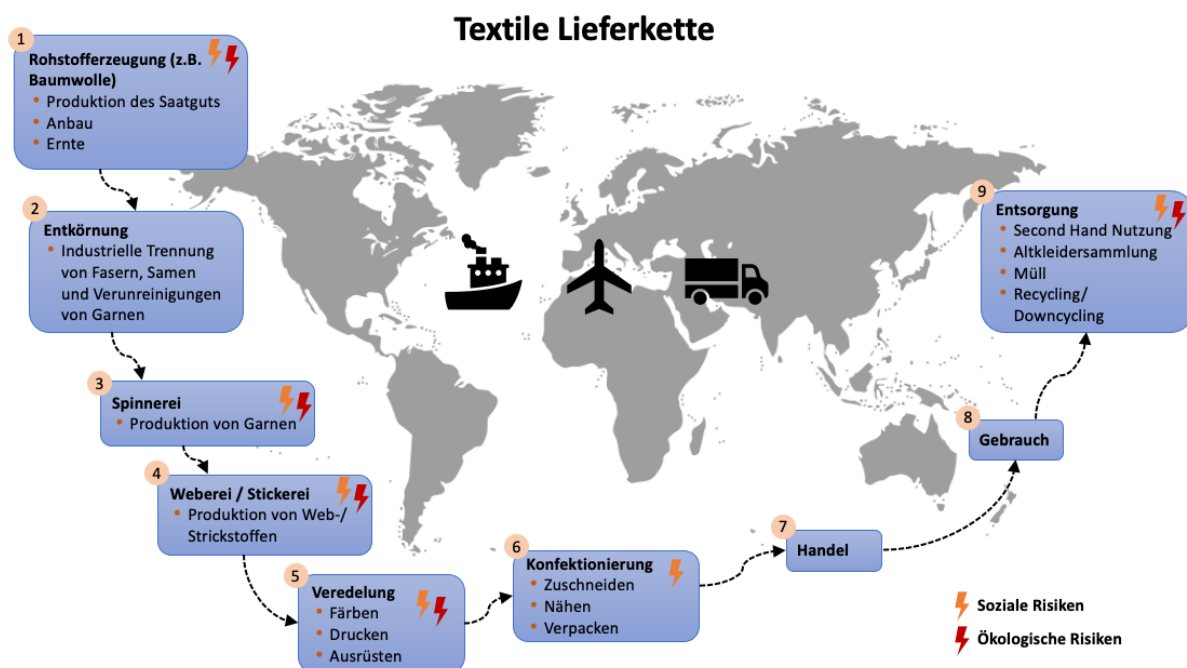 Textile Lieferkette
1
Rohstofferzeugung (z.B.
Baumwolle)
• Produktion des Saatguts
• Anbau
• Ernte
2
Entkörnung
• Industrielle Trennung
von Fasern, Samen
und Verunreinigungen
von Garnen
3
Spinnerei
• Produktion von Garnen
4
Weberei / Stickerei
• Produktion von Web-/
Strickstoffen
5
Veredelung
• Färben
• Drucken
• Ausrüsten
6
Konfektionierung
• Zuschneiden
• Nähen
• Verpacken
7
Handel
8
Gebrauch
9
Entsorgung
• Second Hand Nutzung
• Altkleidersammlung
• Müll
• Recycling/
Downcycling
Soziale Risiken
Ökologische Risiken